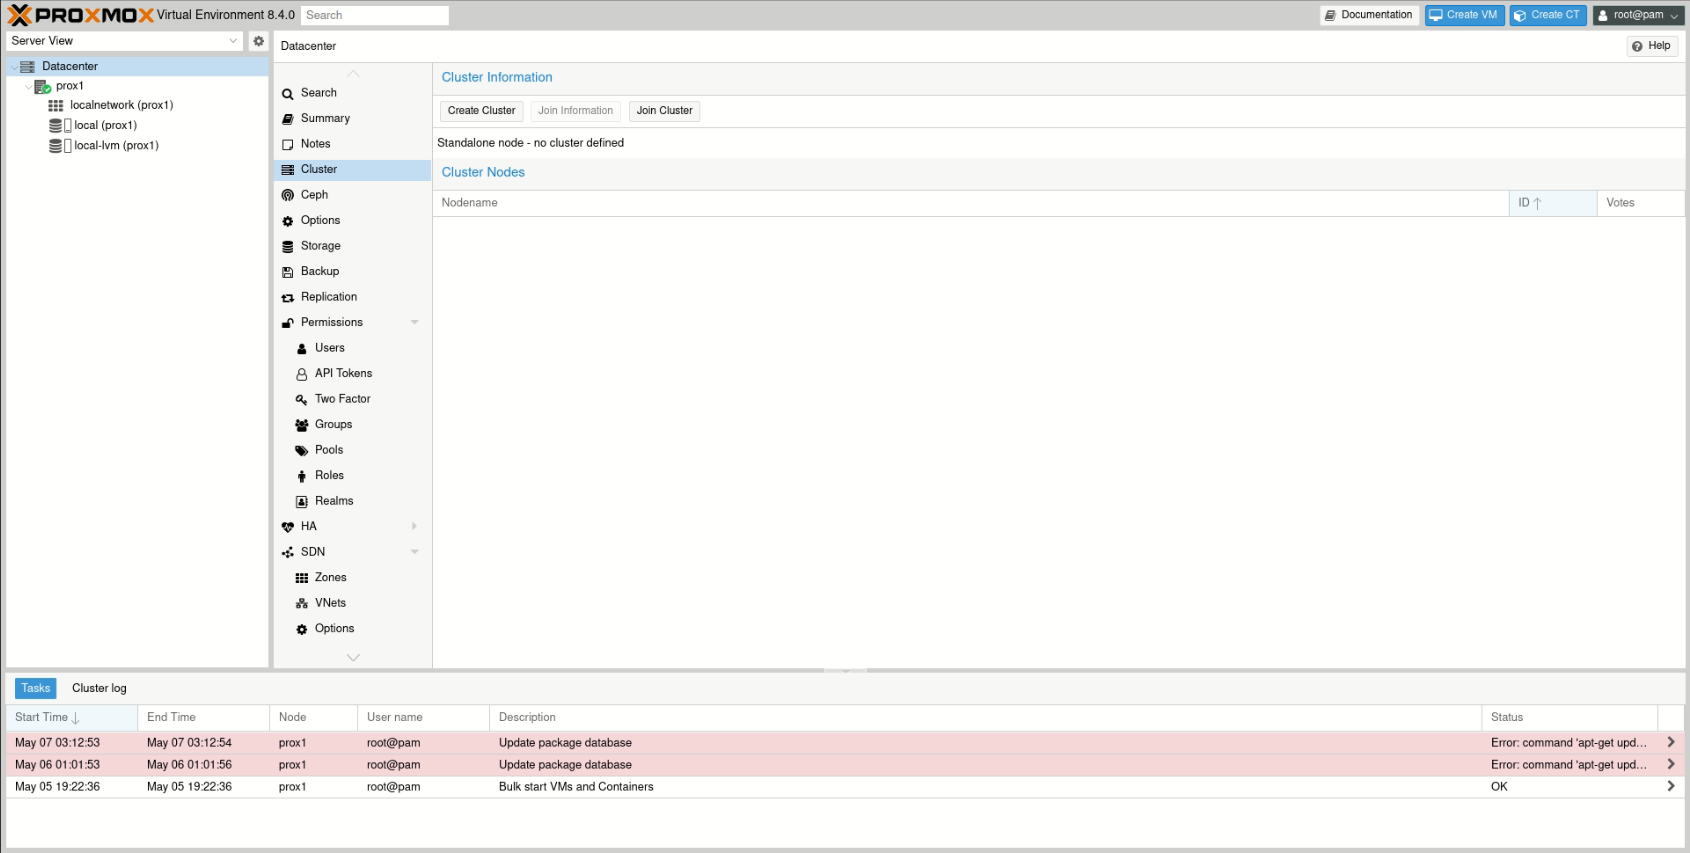 PROXMOX Virtual Environment 8.4.0 Search Documentation Create VM Create CT root@pam
Server View
Datacenter
prox1
localnetwork (prox1)
local (prox1)
local-lvm (prox1)
Datacenter Help
Search
Summary
Notes
Cluster
Ceph
Options
Storage
Backup
Replication
Permissions
Users
API Tokens
Two Factor
Groups
Pools
Roles
Realms
HA
SDN
Zones
VNets
Options
Cluster Information
Create Cluster Join Information Join Cluster
Standalone node - no cluster defined
Cluster Nodes
Nodename ID Votes
Tasks Cluster log
Start Time End Time Node User name Description Status
May 07 03:12:53 May 07 03:12:54 prox1 root@pam Update package database Error: command 'apt-get upd...
May 06 01:01:53 May 06 01:01:56 prox1 root@pam Update package database Error: command 'apt-get upd...
May 05 19:22:36 May 05 19:22:36 prox1 root@pam Bulk start VMs and Containers OK